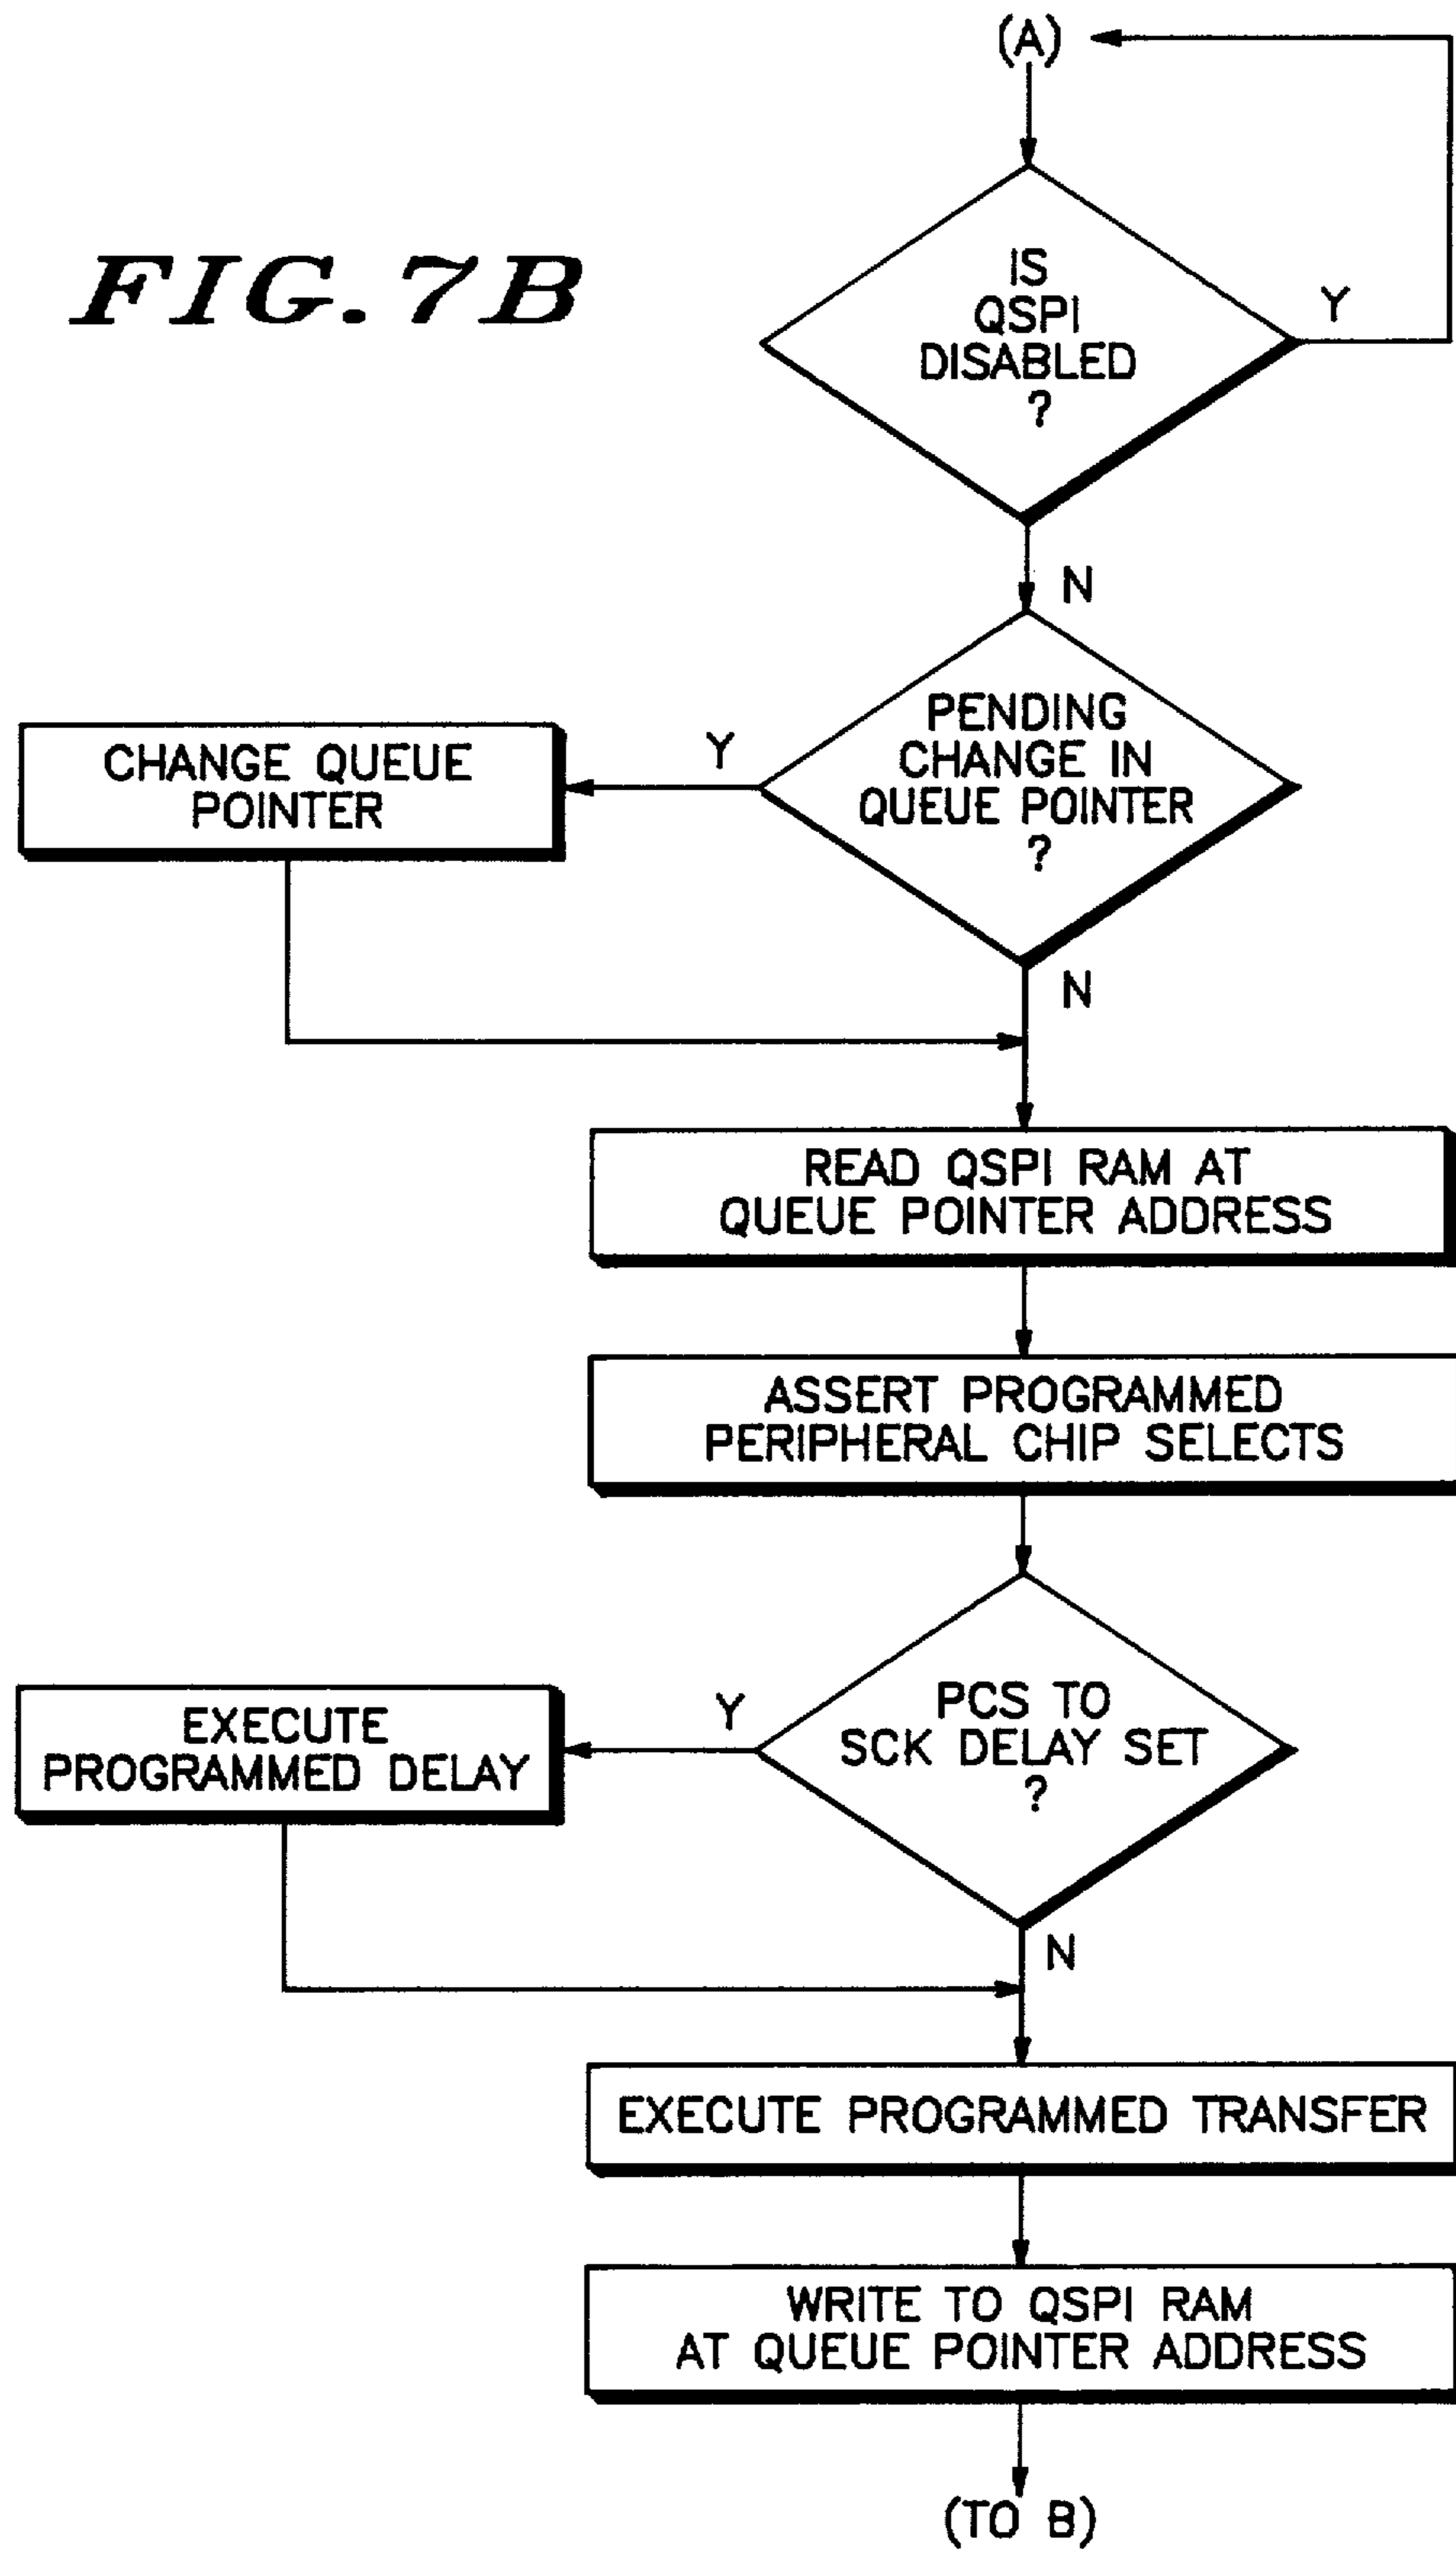 (A)
FIG. 7B
IS
QSPI
DISABLED
?
Y
N
PENDING
CHANGE IN
QUEUE POINTER
?
Y
CHANGE QUEUE
POINTER
N
READ QSPI RAM AT
QUEUE POINTER ADDRESS
ASSERT PROGRAMMED
PERIPHERAL CHIP SELECTS
PCS TO
SCK DELAY SET
?
Y
EXECUTE
PROGRAMMED DELAY
N
EXECUTE PROGRAMMED TRANSFER
WRITE TO QSPI RAM
AT QUEUE POINTER ADDRESS
(TO B)